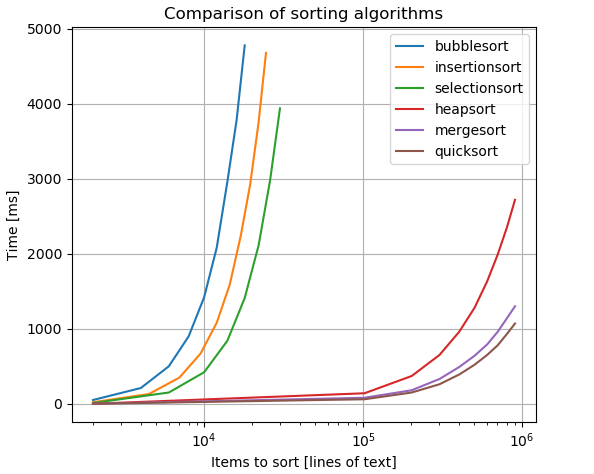 Comparison of sorting algorithms
bubblesort
insertionsort
selectionsort
heapsort
mergesort
quicksort
5000
4000
3000
2000
1000
0
Time [ms]
10⁴
10⁵
10⁶
Items to sort [lines of text]